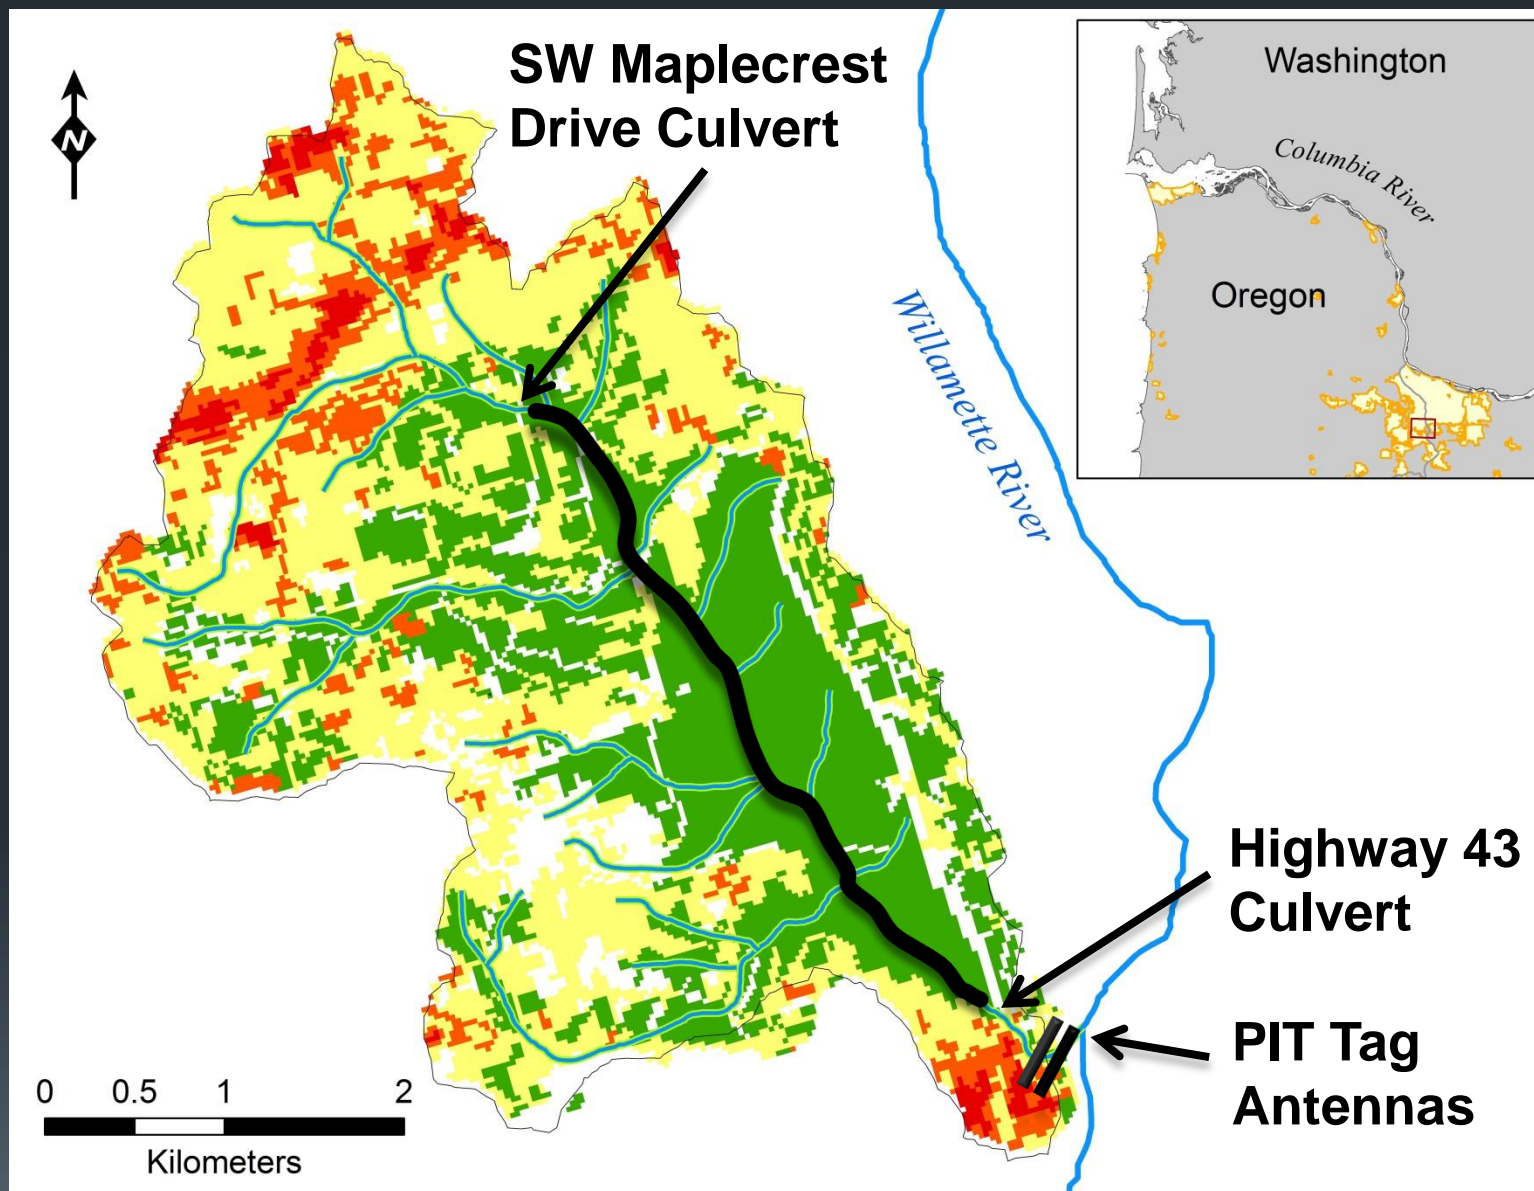 SW Maplecrest
Drive Culvert
N
Washington
Columbia River
Oregon
Willamette River
Highway 43
Culvert
PIT Tag
Antennas
0 0.5 1 2
Kilometers